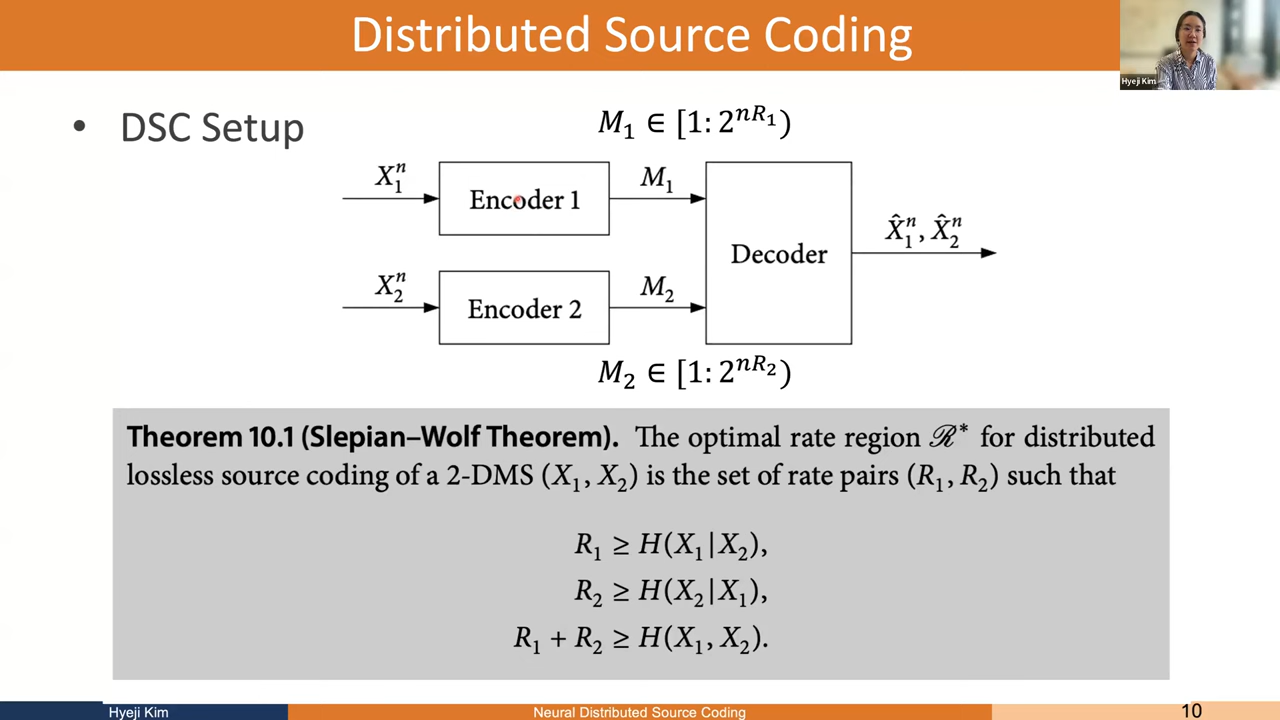 Distributed Source Coding
Hyeji Kim
• DSC Setup
M₁ ∈ [1: 2^{nR₁})
X₁ⁿ
Encoder 1
M₁
Decoder
X̂₁ⁿ, X̂₂ⁿ
X₂ⁿ
Encoder 2
M₂
M₂ ∈ [1: 2^{nR₂})
Theorem 10.1 (Slepian–Wolf Theorem). The optimal rate region ℛ* for distributed
lossless source coding of a 2-DMS (X₁, X₂) is the set of rate pairs (R₁, R₂) such that
R₁ ≥ H(X₁|X₂),
R₂ ≥ H(X₂|X₁),
R₁ + R₂ ≥ H(X₁, X₂).
Hyeji Kim
Neural Distributed Source Coding
10